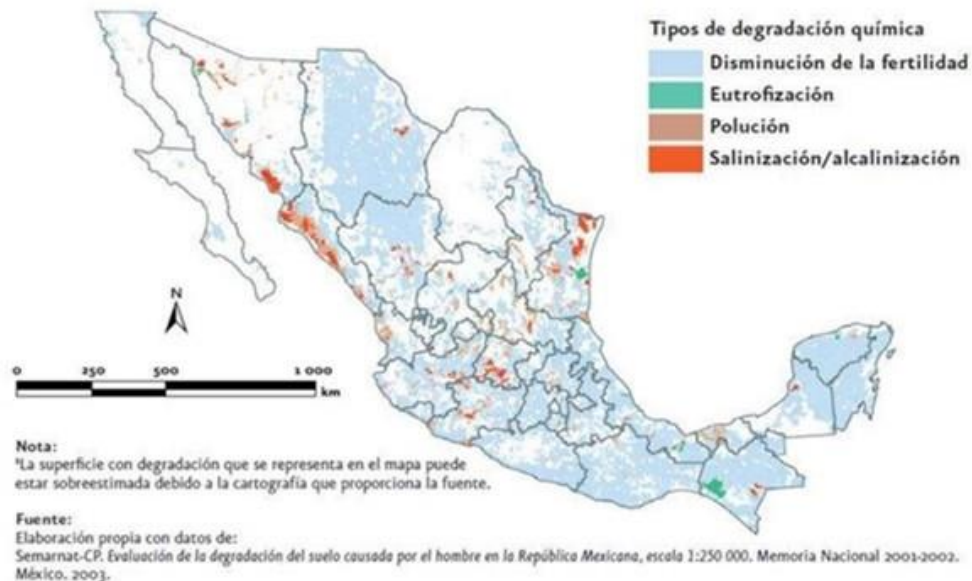 Tipos de degradación química
Disminución de la fertilidad
Eutrofización
Polución
Salinización/alcalinización
N
0 250 500 1 000
km
Nota:
ªLa superficie con degradación que se representa en el mapa puede
estar sobreestimada debido a la cartografía que proporciona la fuente.
Fuente:
Elaboración propia con datos de:
Semarnat-CP. Evaluación de la degradación del suelo causada por el hombre en la República Mexicana, escala 1:250 000. Memoria Nacional 2001-2002.
México. 2003.